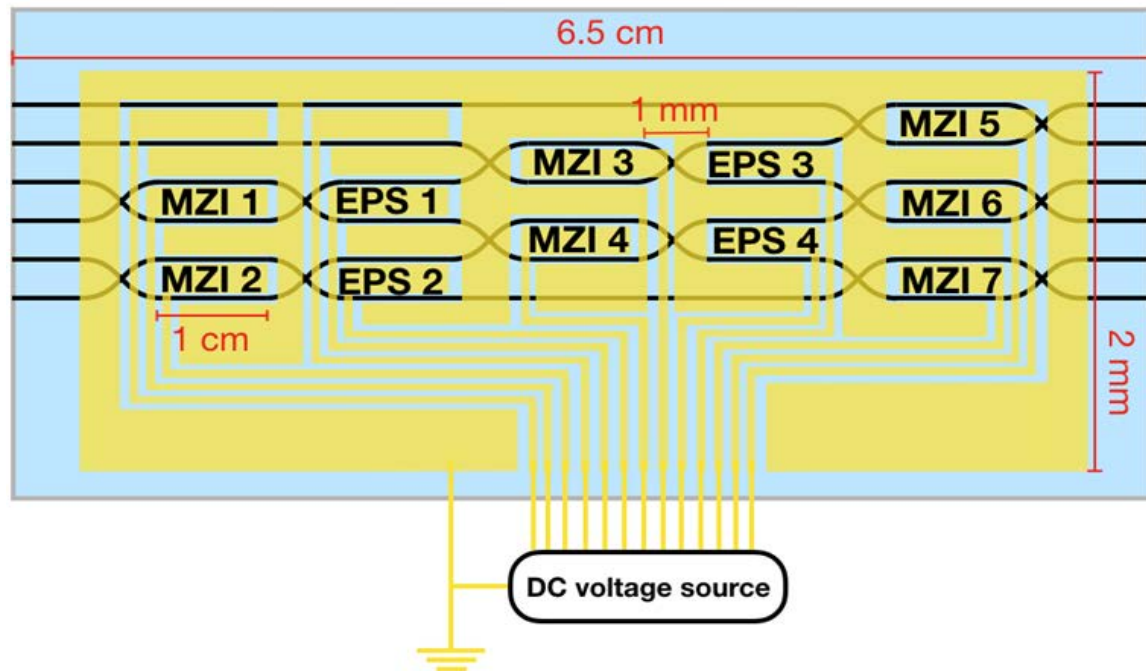 6.5 cm
1 mm
MZI 5
MZI 3
EPS 3
MZI 1
EPS 1
MZI 6
MZI 4
EPS 4
MZI 2
EPS 2
MZI 7
1 cm
2 mm
DC voltage source